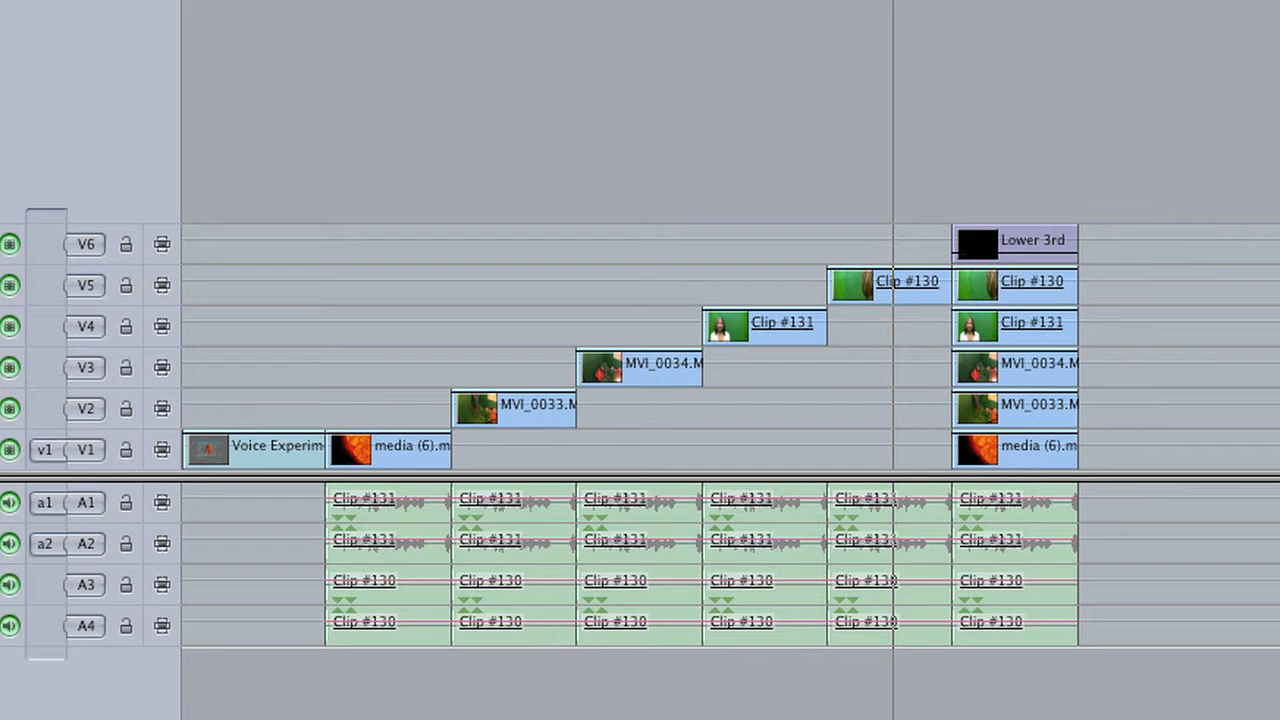 V6 Lower 3rd
V5 Clip #130 Clip #130
V4 Clip #131 Clip #131
V3 MVI_0034.M MVI_0034.M
V2 MVI_0033.M MVI_0033.M
v1 V1 Voice Experim media (6).m media (6).m
a1 A1 Clip #131 Clip #131 Clip #131 Clip #131 Clip #131 Clip #131
a2 A2 Clip #131 Clip #131 Clip #131 Clip #131 Clip #131 Clip #131
A3 Clip #130 Clip #130 Clip #130 Clip #130 Clip #130 Clip #130
A4 Clip #130 Clip #130 Clip #130 Clip #130 Clip #130 Clip #130